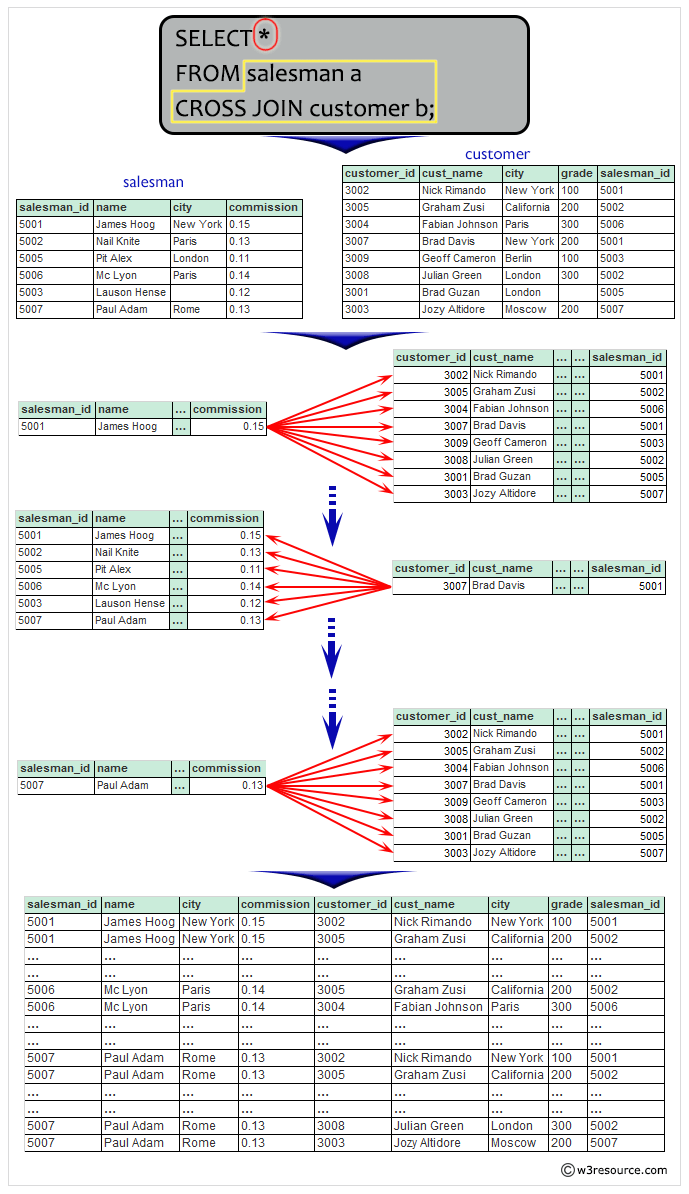 SELECT *
FROM salesman a
CROSS JOIN customer b;
salesman
salesman_id name city commission
5001 James Hoog New York 0.15
5002 Nail Knite Paris 0.13
5005 Pit Alex London 0.11
5006 Mc Lyon Paris 0.14
5003 Lauson Hense 0.12
5007 Paul Adam Rome 0.13
customer
customer_id cust_name city grade salesman_id
3002 Nick Rimando New York 100 5001
3005 Graham Zusi California 200 5002
3004 Fabian Johnson Paris 300 5006
3007 Brad Davis New York 200 5001
3009 Geoff Cameron Berlin 100 5003
3008 Julian Green London 300 5002
3001 Brad Guzan London 5005
3003 Jozy Altidore Moscow 200 5007
salesman_id name ... commission
5001 James Hoog ... 0.15
customer_id cust_name ... ... salesman_id
3002 Nick Rimando ... ... 5001
3005 Graham Zusi ... ... 5002
3004 Fabian Johnson ... ... 5006
3007 Brad Davis ... ... 5001
3009 Geoff Cameron ... ... 5003
3008 Julian Green ... ... 5002
3001 Brad Guzan ... ... 5005
3003 Jozy Altidore ... ... 5007
salesman_id name ... commission
5001 James Hoog ... 0.15
5002 Nail Knite ... 0.13
5005 Pit Alex ... 0.11
5006 Mc Lyon ... 0.14
5003 Lauson Hense ... 0.12
5007 Paul Adam ... 0.13
customer_id cust_name ... ... salesman_id
3007 Brad Davis ... ... 5001
salesman_id name ... commission
5007 Paul Adam ... 0.13
customer_id cust_name ... ... salesman_id
3002 Nick Rimando ... ... 5001
3005 Graham Zusi ... ... 5002
3004 Fabian Johnson ... ... 5006
3007 Brad Davis ... ... 5001
3009 Geoff Cameron ... ... 5003
3008 Julian Green ... ... 5002
3001 Brad Guzan ... ... 5005
3003 Jozy Altidore ... ... 5007
salesman_id name city commission customer_id cust_name city grade salesman_id
5001 James Hoog New York 0.15 3002 Nick Rimando New York 100 5001
5001 James Hoog New York 0.15 3005 Graham Zusi California 200 5002
... ... ... ... ... ... ... ... ...
... ... ... ... ... ... ... ... ...
5006 Mc Lyon Paris 0.14 3005 Graham Zusi California 200 5002
5006 Mc Lyon Paris 0.14 3004 Fabian Johnson Paris 300 5006
... ... ... ... ... ... ... ... ...
... ... ... ... ... ... ... ... ...
5007 Paul Adam Rome 0.13 3002 Nick Rimando New York 100 5001
5007 Paul Adam Rome 0.13 3005 Graham Zusi California 200 5002
... ... ... ... ... ... ... ... ...
... ... ... ... ... ... ... ... ...
5007 Paul Adam Rome 0.13 3008 Julian Green London 300 5002
5007 Paul Adam Rome 0.13 3003 Jozy Altidore Moscow 200 5007
© w3resource.com